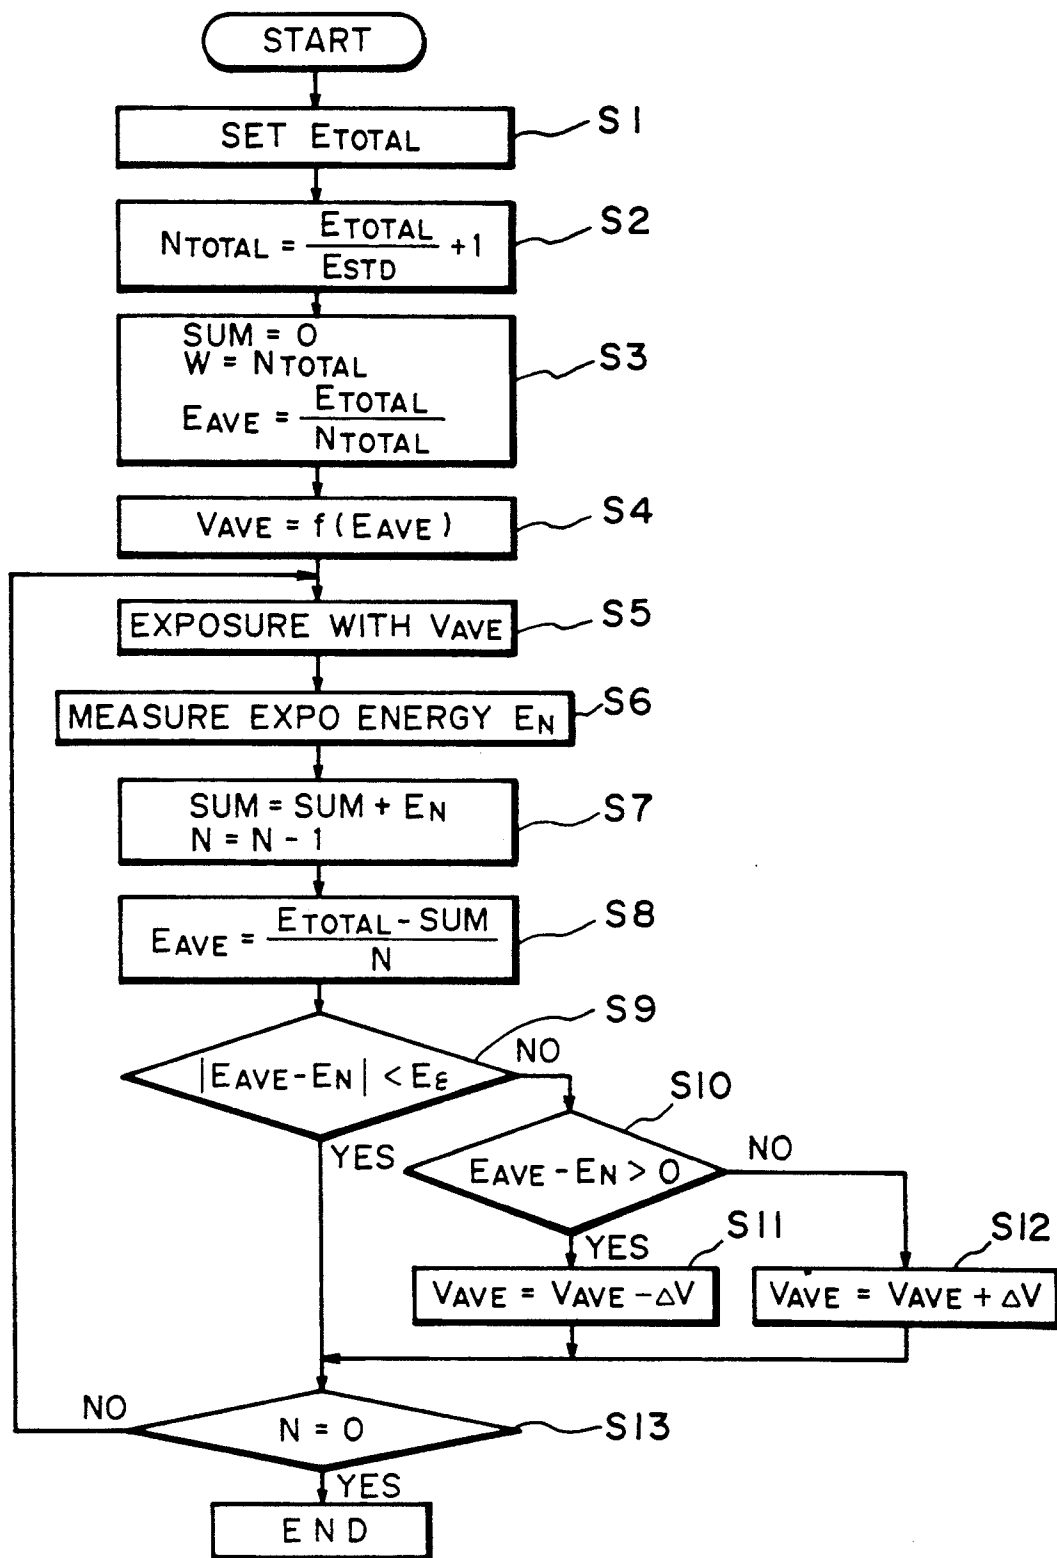 START
SET ETOTAL
S1
NTOTAL = ETOTAL / ESTD + 1
S2
SUM = 0
W = NTOTAL
EAVE = ETOTAL / NTOTAL
S3
VAVE = f(EAVE)
S4
EXPOSURE WITH VAVE
S5
MEASURE EXPO ENERGY EN
S6
SUM = SUM + EN
N = N - 1
S7
EAVE = ETOTAL - SUM / N
S8
|EAVE - EN| < Eε
S9
NO
YES
EAVE - EN > 0
S10
NO
YES
VAVE = VAVE - ΔV
S11
VAVE = VAVE + ΔV
S12
N = 0
S13
NO
YES
END